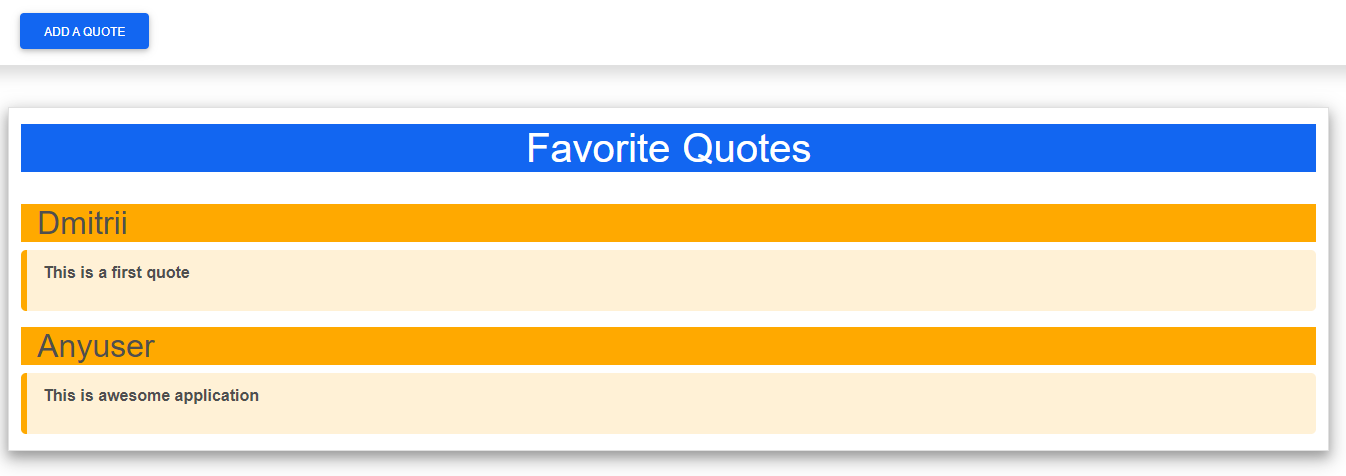 ADD A QUOTE
Favorite Quotes
Dmitrii
This is a first quote
Anyuser
This is awesome application